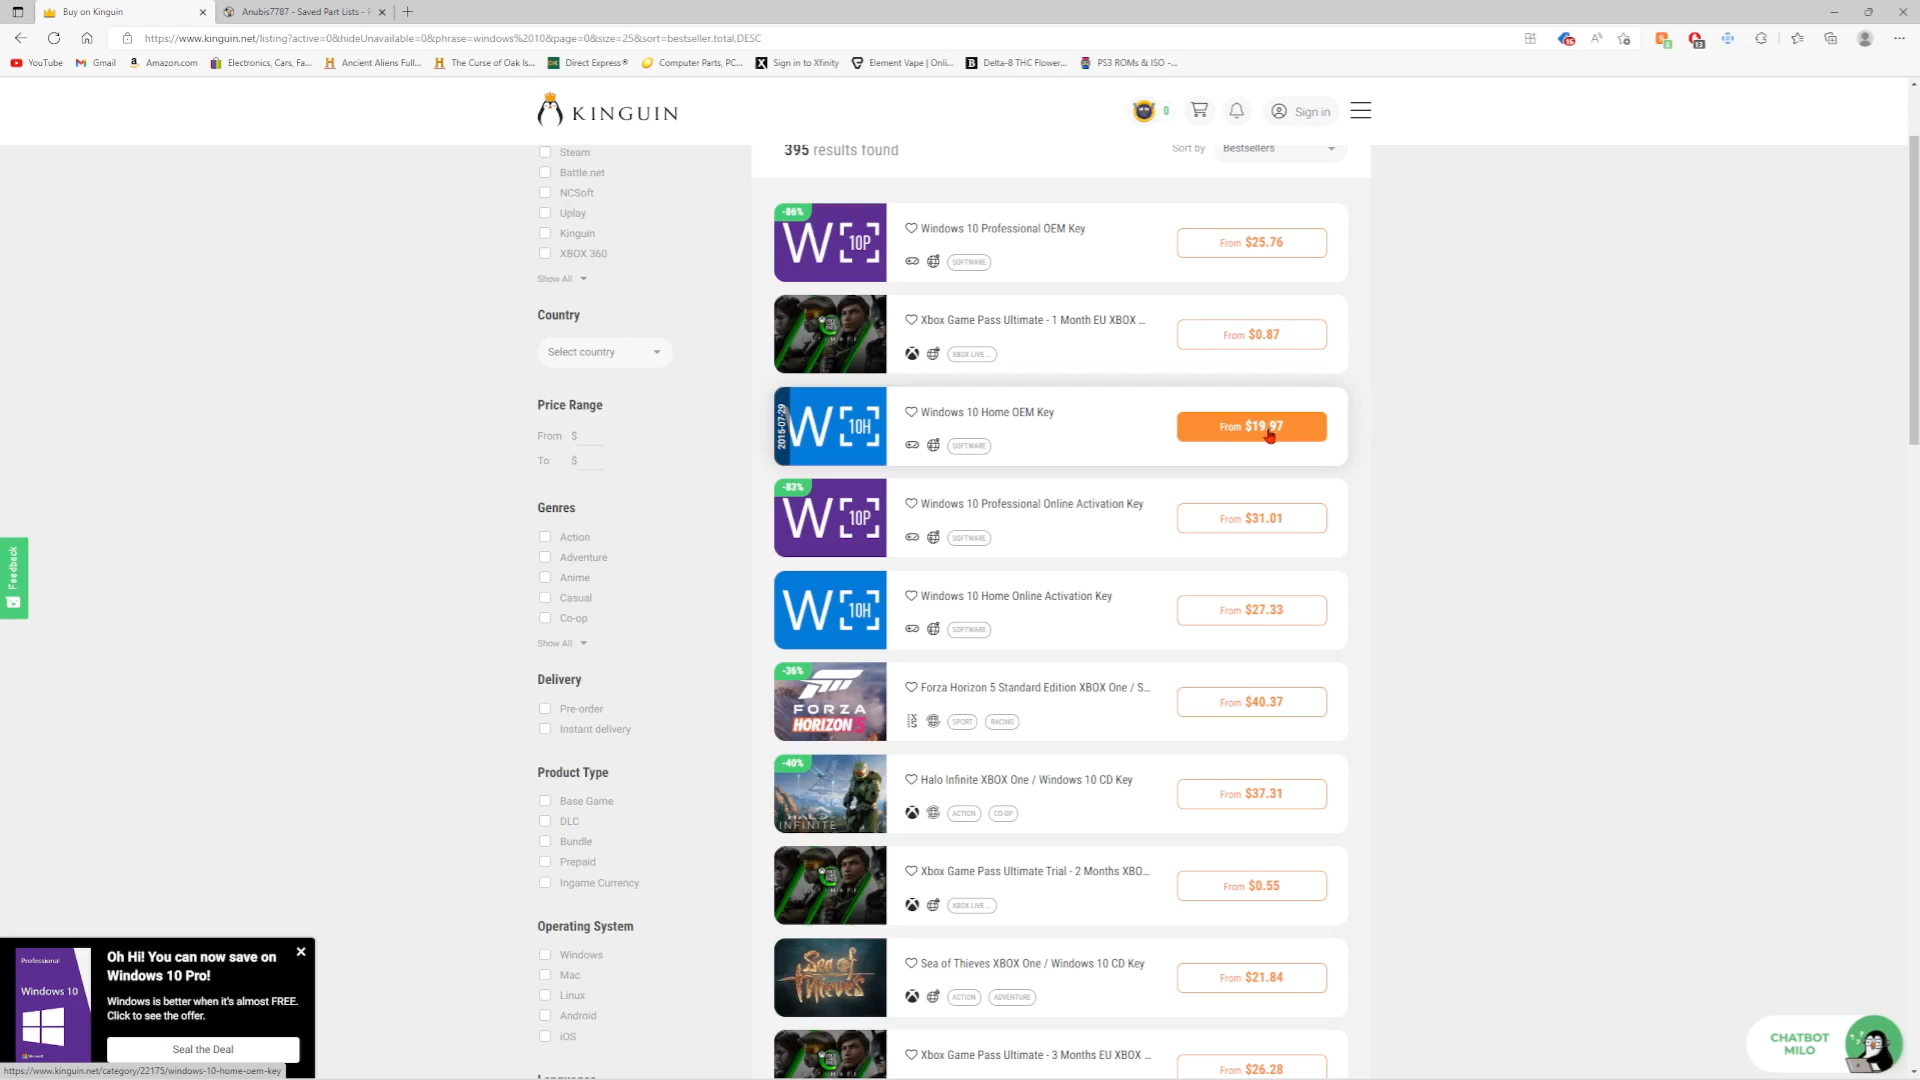 Buy on Kinguin
Anubis7787 - Saved Part Lists -
https://www.kinguin.net/listing?active=0&hideUnavailable=0&phrase=windows%2010&page=0&size=25&sort=bestseller.total,DESC
YouTube
Gmail
Amazon.com
Electronics, Cars, Fa...
Ancient Aliens Full...
The Curse of Oak Is...
Direct Express®
Computer Parts, PC...
Sign in to Xfinity
Element Vape | Onli...
Delta-8 THC Flower...
PS3 ROMs & ISO -...
KINGUIN
0
Sign in
395 results found
Sort by
Bestsellers
Steam
Battle.net
NCSoft
Uplay
Kinguin
XBOX 360
Show All
Country
Select country
Price Range
From $
To $
Genres
Action
Adventure
Anime
Casual
Co-op
Show All
Delivery
Pre-order
Instant delivery
Product Type
Base Game
DLC
Bundle
Prepaid
Ingame Currency
Operating System
Windows
Mac
Linux
Android
iOS
-86%
W 10P
Windows 10 Professional OEM Key
SOFTWARE
From $25.76
Xbox Game Pass Ultimate - 1 Month EU XBOX ...
XBOX LIVE ...
From $0.87
2015-07-29
W 10H
Windows 10 Home OEM Key
SOFTWARE
From $19.97
-83%
W 10P
Windows 10 Professional Online Activation Key
SOFTWARE
From $31.01
W 10H
Windows 10 Home Online Activation Key
SOFTWARE
From $27.33
-36%
FORZA
HORIZON 5
Forza Horizon 5 Standard Edition XBOX One / S...
SPORT
RACING
From $40.37
-40%
HALO
INFINITE
Halo Infinite XBOX One / Windows 10 CD Key
ACTION
CO-OP
From $37.31
Xbox Game Pass Ultimate Trial - 2 Months XBO...
XBOX LIVE ...
From $0.55
Sea of
Thieves
Sea of Thieves XBOX One / Windows 10 CD Key
ACTION
ADVENTURE
From $21.84
Xbox Game Pass Ultimate - 3 Months EU XBOX ...
From $26.28
Feedback
Professional
Windows 10
Microsoft
Oh Hi! You can now save on
Windows 10 Pro!
Windows is better when it's almost FREE.
Click to see the offer.
Seal the Deal
https://www.kinguin.net/category/22175/windows-10-home-oem-key
CHATBOT
MILO